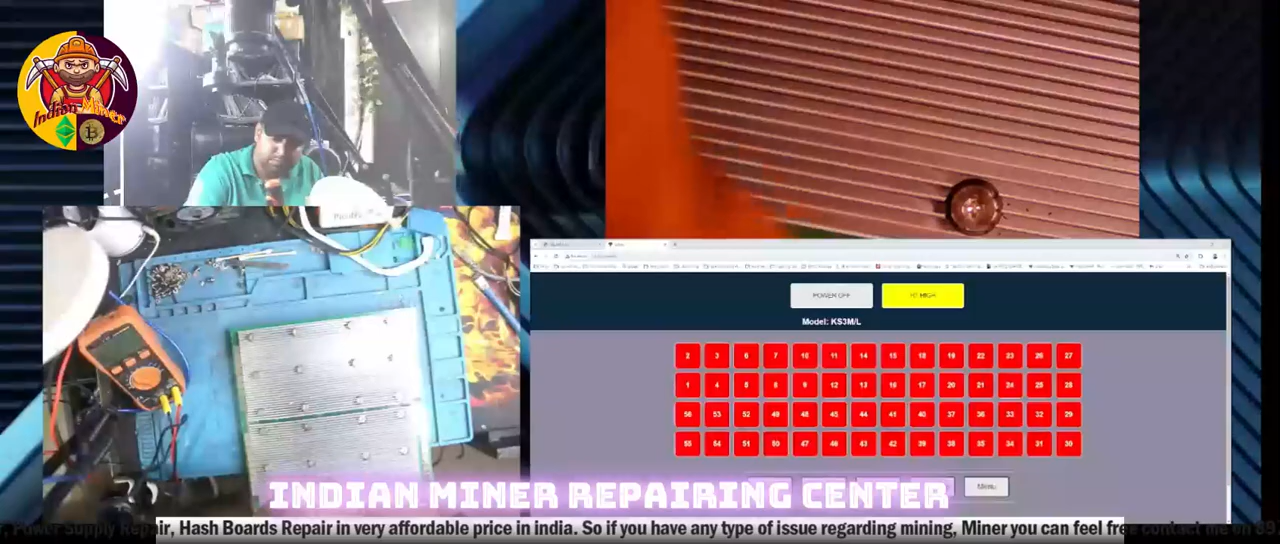 Indian Miner
POWER OFF
RT HIGH
Model: KS3M/L
2 3 6 7 10 11 14 15 18 19 22 23 26 27
1 4 5 8 9 12 13 16 17 20 21 24 25 28
56 53 52 49 48 45 44 41 40 37 36 33 32 29
55 54 51 50 47 46 43 42 39 38 35 34 31 30
Menu
INDIAN MINER REPAIRING CENTER
, Power Supply Repair, Hash Boards Repair in very affordable price in india. So if you have any type of issue regarding mining, Miner you can feel free contact me on 89